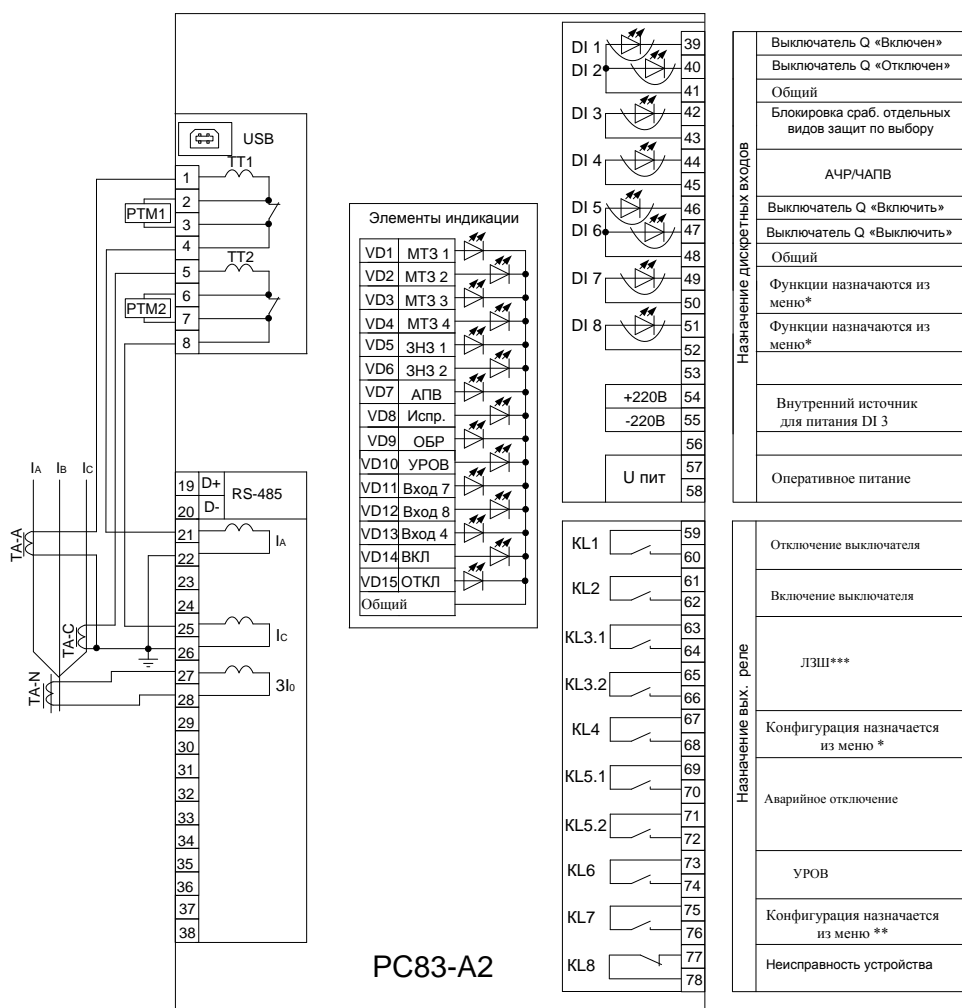 USB
TT1
1
2
3
4
РТМ1
TT2
5
6
7
8
РТМ2
IA IB IC
TA-A
TA-C
TA-N
19 D+
20 D-
RS-485
21
22
IA
23
24
25
26
IC
27
28
3I0
29
30
31
32
33
34
35
36
37
38
Элементы индикации
VD1 МТЗ 1
VD2 МТЗ 2
VD3 МТЗ 3
VD4 МТЗ 4
VD5 ЗНЗ 1
VD6 ЗНЗ 2
VD7 АПВ
VD8 Испр.
VD9 ОБР
VD10 УРОВ
VD11 Вход 7
VD12 Вход 8
VD13 Вход 4
VD14 ВКЛ
VD15 ОТКЛ
Общий
РС83-А2
DI 1 39
DI 2 40
41
DI 3 42
43
DI 4 44
45
DI 5 46
DI 6 47
48
DI 7 49
50
DI 8 51
52
53
+220В 54
-220В 55
56
U пит 57
58
Назначение дискретных входов
Выключатель Q «Включен»
Выключатель Q «Отключен»
Общий
Блокировка сраб. отдельных
видов защит по выбору
АЧР/ЧАПВ
Выключатель Q «Включить»
Выключатель Q «Выключить»
Общий
Функции назначаются из
меню*
Функции назначаются из
меню*
Внутренний источник
для питания DI 3
Оперативное питание
KL1 59
60
KL2 61
62
KL3.1 63
64
KL3.2 65
66
KL4 67
68
KL5.1 69
70
KL5.2 71
72
KL6 73
74
KL7 75
76
KL8 77
78
Назначение вых. реле
Отключение выключателя
Включение выключателя
ЛЗШ***
Конфигурация назначается
из меню *
Аварийное отключение
УРОВ
Конфигурация назначается
из меню **
Неисправность устройства